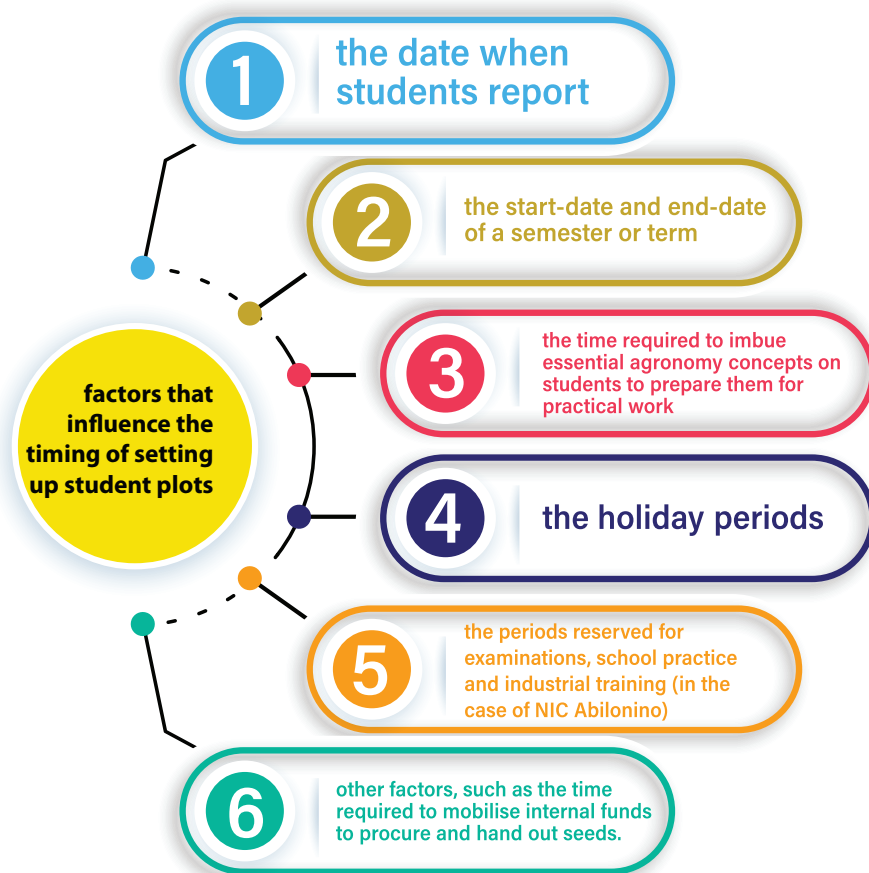 1
the date when
students report
2
the start-date and end-date
of a semester or term
3
the time required to imbue
essential agronomy concepts on
students to prepare them for
practical work
factors that
influence the
timing of setting
up student plots
4
the holiday periods
5
the periods reserved for
examinations, school practice
and industrial training (in the
case of NIC Abilonino)
6
other factors, such as the time
required to mobilise internal funds
to procure and hand out seeds.